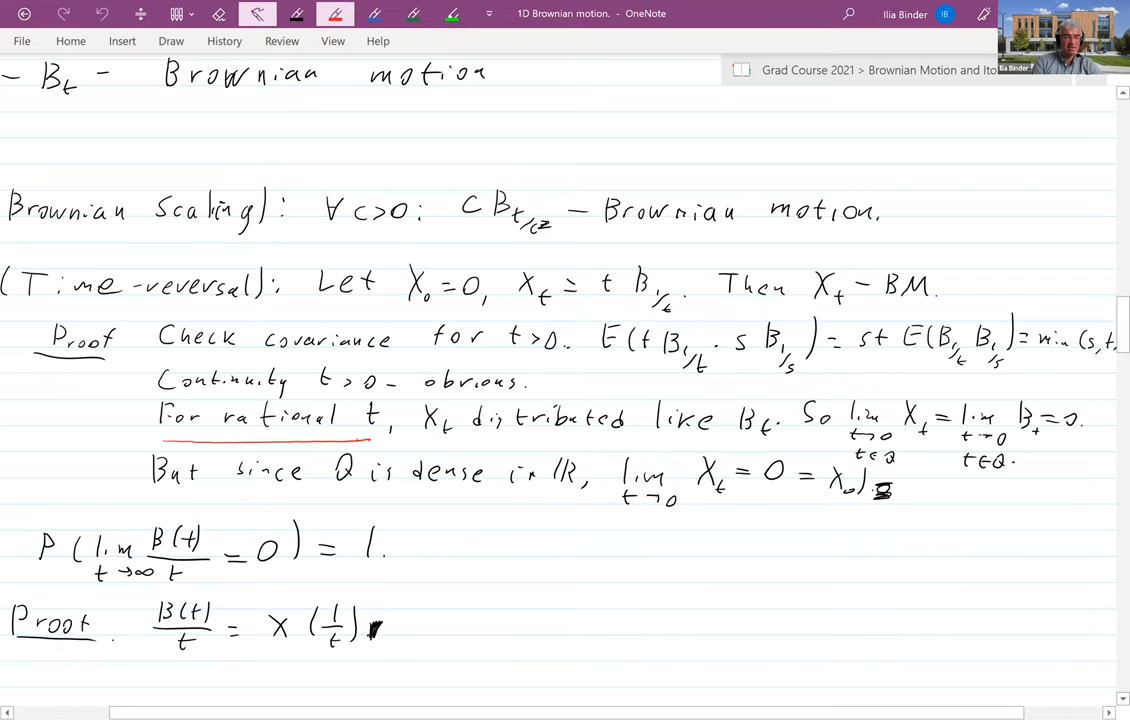 1D Brownian motion. - OneNote
Ilia Binder IB
File Home Insert Draw History Review View Help
Ilia Binder
Grad Course 2021 > Brownian Motion and Ito
- B_t - Brownian motion
Brownian Scaling): ∀ c>0: c B_{t/c²} - Brownian motion.
(Time-reversal): Let X_0=0, X_t = t B_{1/t}. Then X_t - BM.
Proof Check covariance for t>0. E(t B_{1/t} · s B_{1/s}) = st E(B_{1/t} B_{1/s}) = min(s,t,
Continuity t>0 - obvious.
For rational t, X_t distributed like B_t. So lim_{t→0 t∈Q} X_t = lim_{t→0 t∈Q.} B_t = 0.
But since Q is dense in ℝ, lim_{t→0} X_t = 0 = X_0)
P(lim_{t→∞} B(t)/t = 0) = 1.
Proof. B(t)/t = X(1/t)